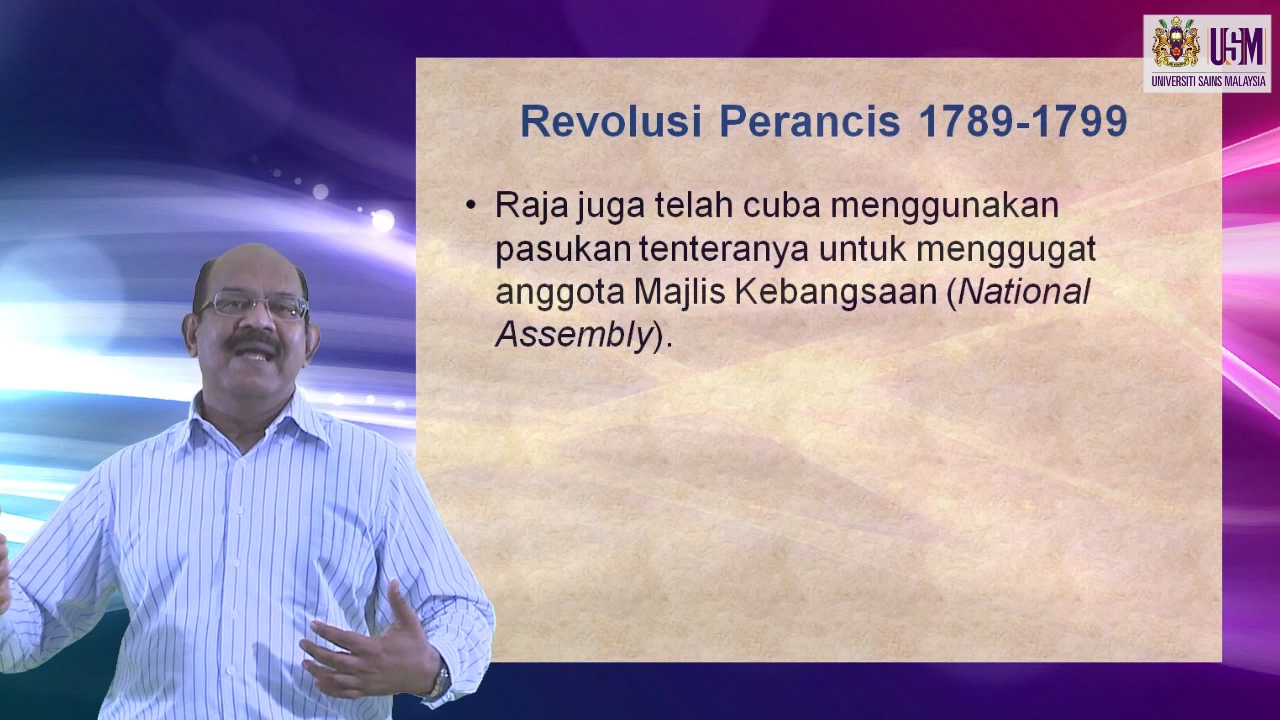 USM
UNIVERSITI SAINS MALAYSIA
Revolusi Perancis 1789-1799
• Raja juga telah cuba menggunakan
pasukan tenteranya untuk menggugat
anggota Majlis Kebangsaan (National
Assembly).